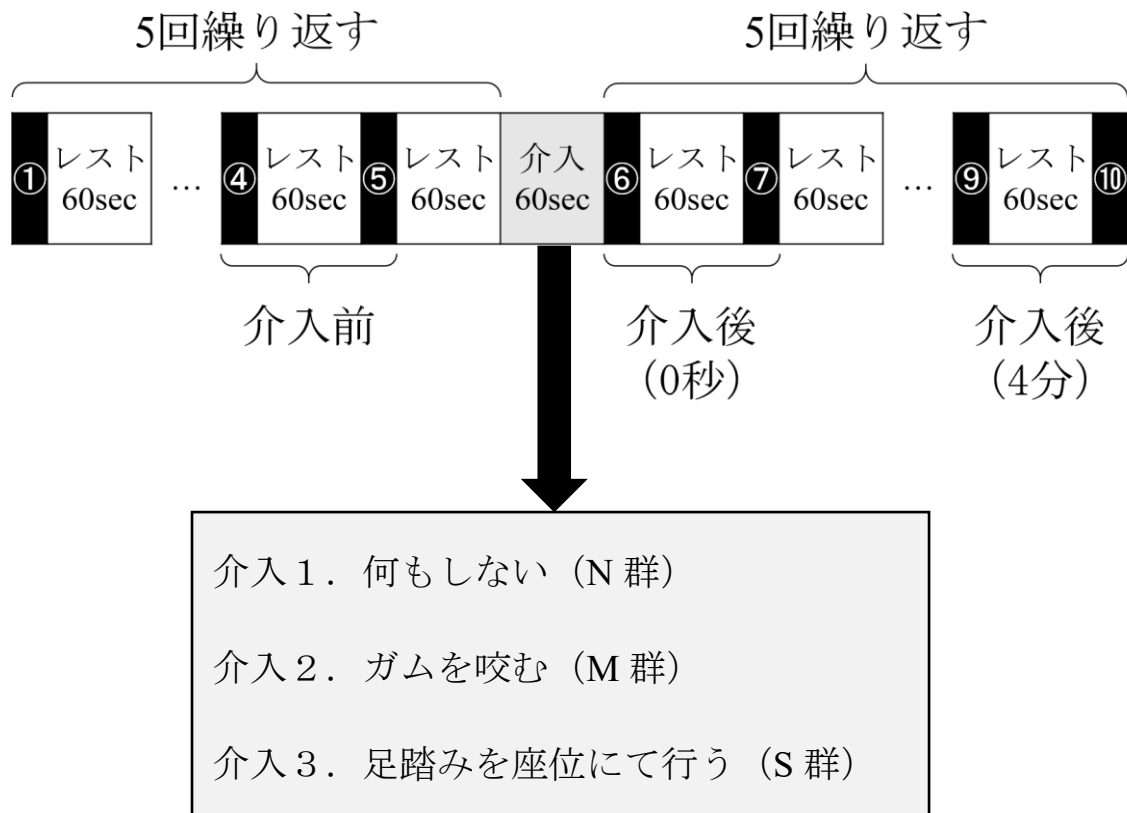 5回繰り返す 5回繰り返す
① レスト 60sec … ④ レスト 60sec ⑤ レスト 60sec 介入 60sec ⑥ レスト 60sec ⑦ レスト 60sec … ⑨ レスト 60sec ⑩
介入前 介入後 介入後
(0秒) (4分)
介入１．何もしない（N 群）
介入２．ガムを咬む（M 群）
介入３．足踏みを座位にて行う（S 群）